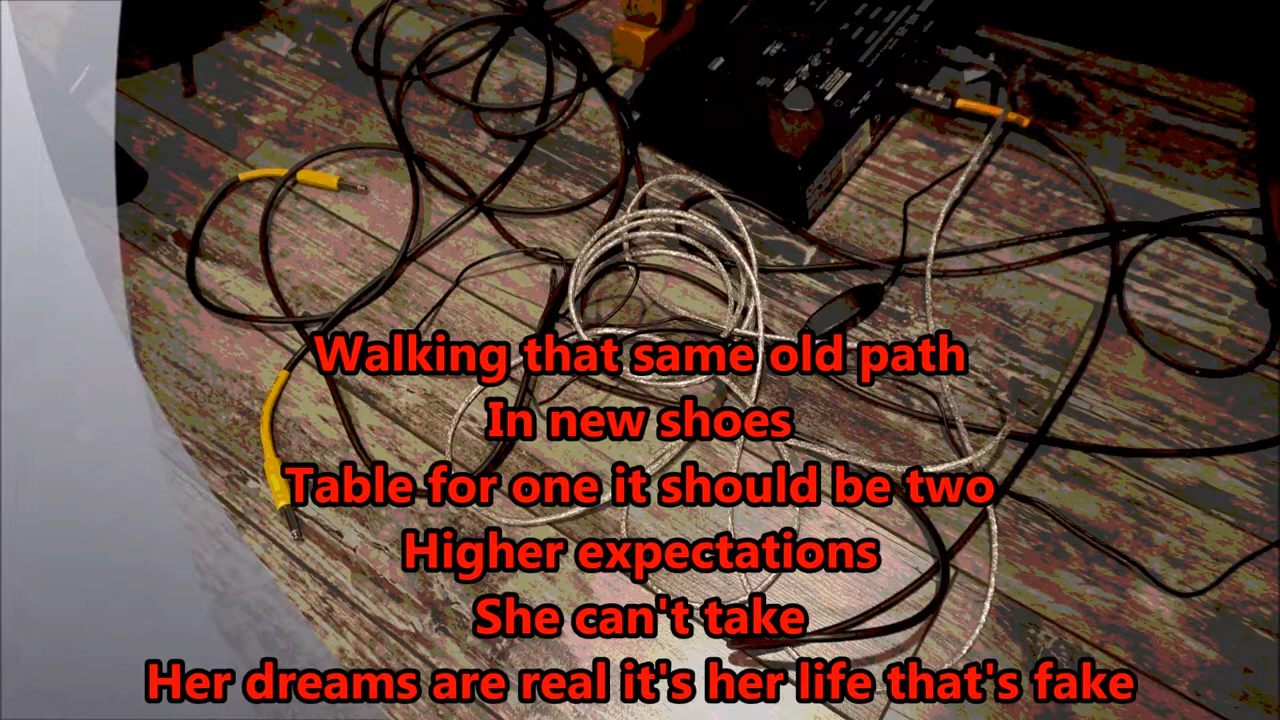 Walking that same old path
In new shoes
Table for one it should be two
Higher expectations
She can't take
Her dreams are real it's her life that's fake